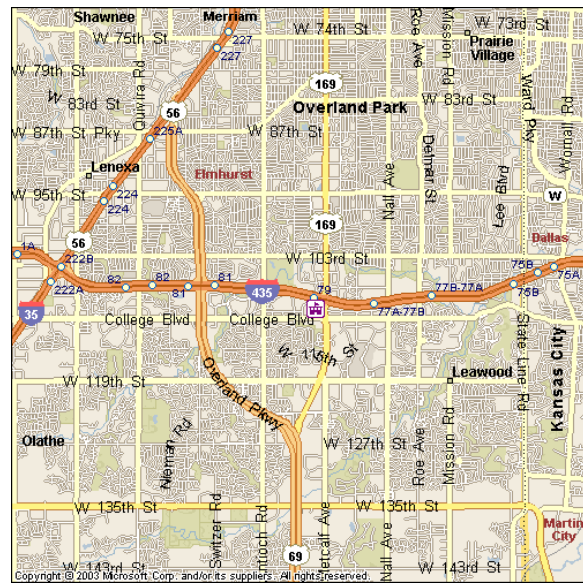 Shawnee
Merriam
W 75th St
W 74th St
W 73rd St
Prairie
Village
227
227
W 79th St
Quivira Rd
Roe Ave
Mission Rd
Ward Pky
169
W 83rd St
56
Overland Park
W 83rd St
W 87th St Pky
225A
W 87th St
Lenexa
Elmhurst
Nall Ave
Delmar St
Lee Blvd
Wornall Rd
W 95th St
224
224
W
169
Dallas
56
W 103rd St
1A
222B
222A
82
82
81
81
435
79
77B-77A
77A-77B
75B
75B
75A
35
College Blvd
College Blvd
W 115th St
State Line Rd
Kansas City
W 119th St
Overland Pkwy
Leawood
Olathe
Nieman Rd
W 127th St
Roe Ave
Mission Rd
W 135th St
W 135th St
Switzer Rd
Antioch Rd
Metcalf Ave
Nall Ave
Martin
City
69
W 143rd St
W 143rd St
Copyright © 2003 Microsoft Corp. and/or its suppliers. All rights reserved.